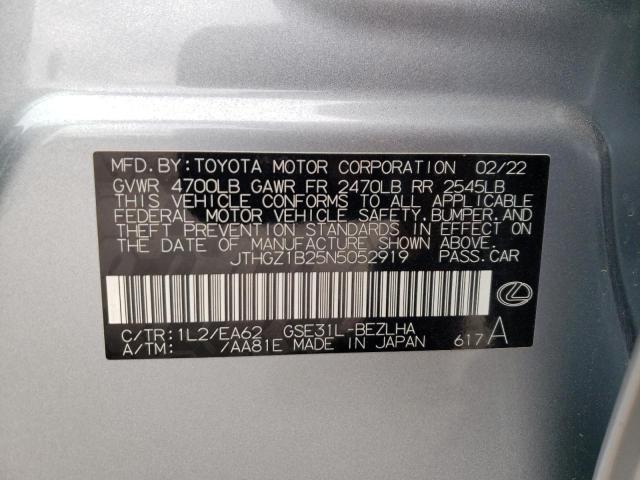 MFD.BY:TOYOTA MOTOR CORPORATION 02/22
GVWR 4700LB GAWR FR 2470LB RR 2545LB
THIS VEHICLE CONFORMS TO ALL APPLICABLE
FEDERAL MOTOR VEHICLE SAFETY,BUMPER,AND
THEFT PREVENTION STANDARDS IN EFFECT ON
THE DATE OF MANUFACTURE SHOWN ABOVE.
JTHGZ1B25N5052919 PASS.CAR
C/TR:1L2/EA62 GSE31L-BEZLHA
A/TM: /AA81E MADE IN JAPAN 617 A